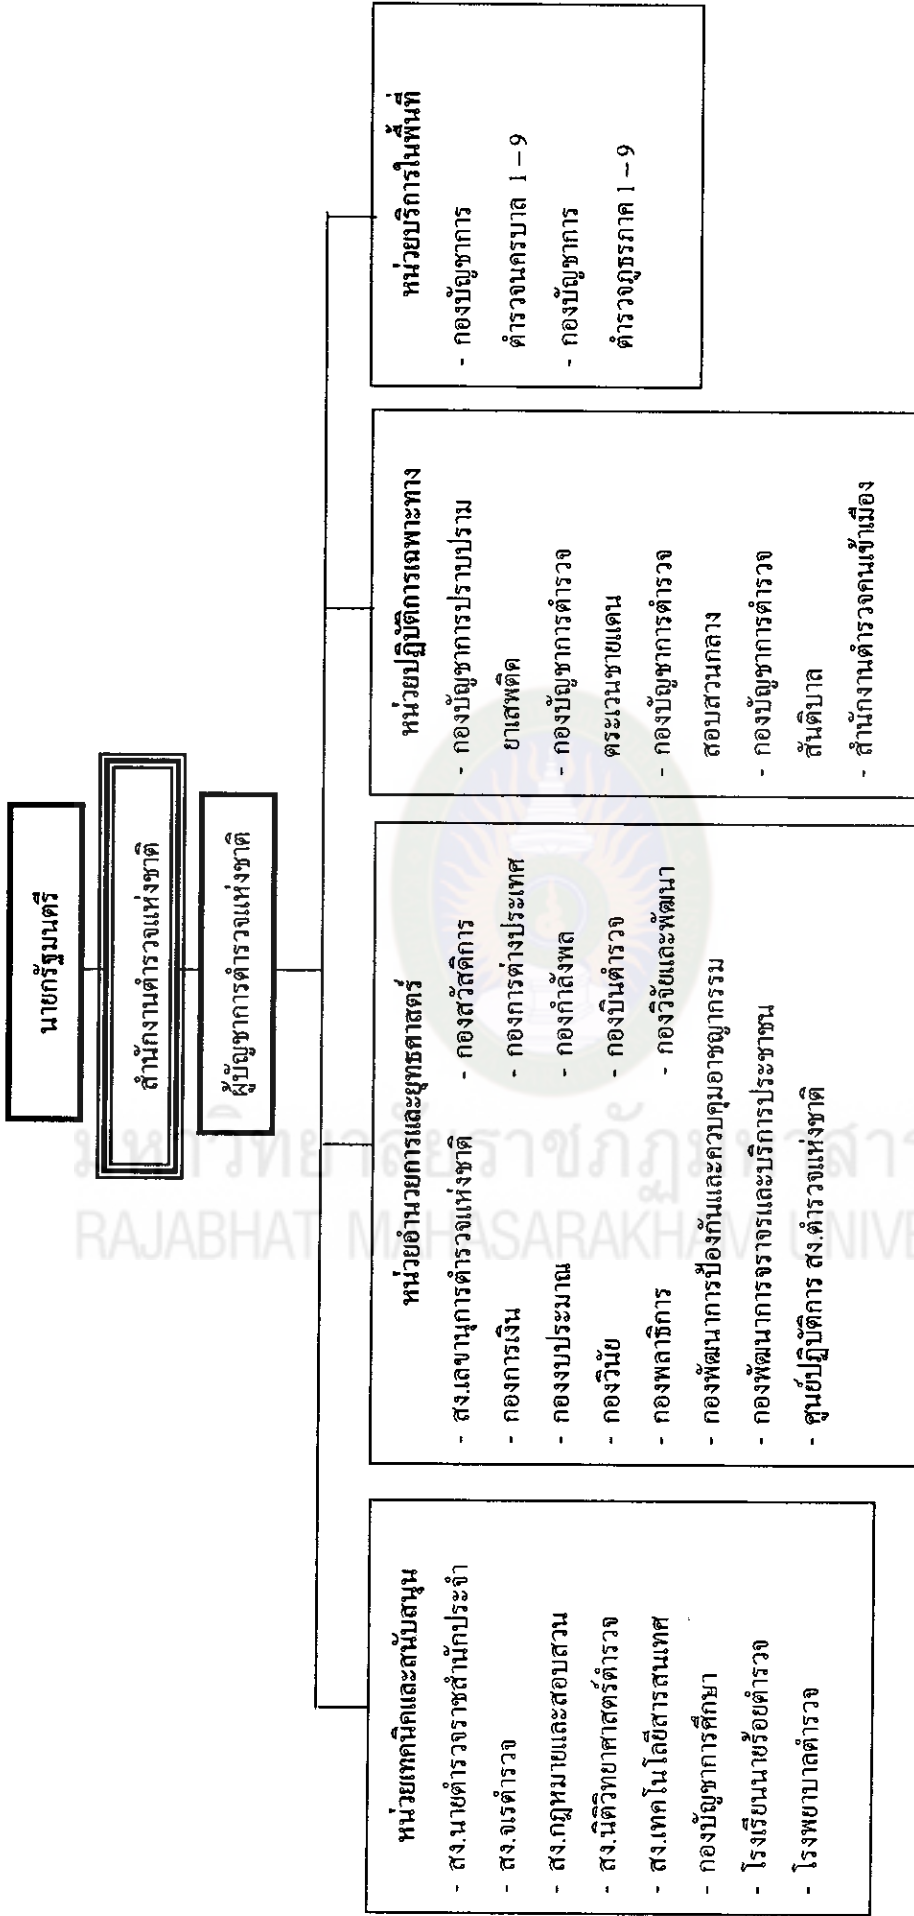 นายกรัฐมนตรี
สำนักงานตำรวจแห่งชาติ
ผู้บัญชาการตำรวจแห่งชาติ
หน่วยเทคนิคและสนับสนุน
- สง.นายตำรวจราชสำนักประจำ
- สง.จเรตำรวจ
- สง.กฎหมายและสอบสวน
- สง.นิติวิทยาศาสตร์ตำรวจ
- สง.เทคโนโลยีสารสนเทศ
- กองบัญชาการศึกษา
- โรงเรียนนายร้อยตำรวจ
- โรงพยาบาลตำรวจ
หน่วยอำนวยการและยุทธศาสตร์
- สง.เลขานุการตำรวจแห่งชาติ - กองสวัสดิการ
- กองการเงิน - กองการต่างประเทศ
- กองงบประมาณ - กองกำลังพล
- กองวินัย - กองบินตำรวจ
- กองพลาธิการ - กองวิจัยและพัฒนา
- กองพัฒนาการป้องกันและควบคุมอาชญากรรม
- กองพัฒนาการจราจรและบริการประชาชน
- ศูนย์ปฏิบัติการ สง.ตำรวจแห่งชาติ
หน่วยปฏิบัติการเฉพาะทาง
- กองบัญชาการปราบปราม
ยาเสพติด
- กองบัญชาการตำรวจ
ตระเวนชายแดน
- กองบัญชาการตำรวจ
สอบสวนกลาง
- กองบัญชาการตำรวจ
สันติบาล
- สำนักงานตำรวจคนเข้าเมือง
หน่วยบริการในพื้นที่
- กองบัญชาการ
ตำรวจนครบาล 1 – 9
- กองบัญชาการ
ตำรวจภูธรภาค 1 – 9
มหาวิทยาลัยราชภัฏมหาสาร
RAJABHAT MAHASARAKHAM UNIVE